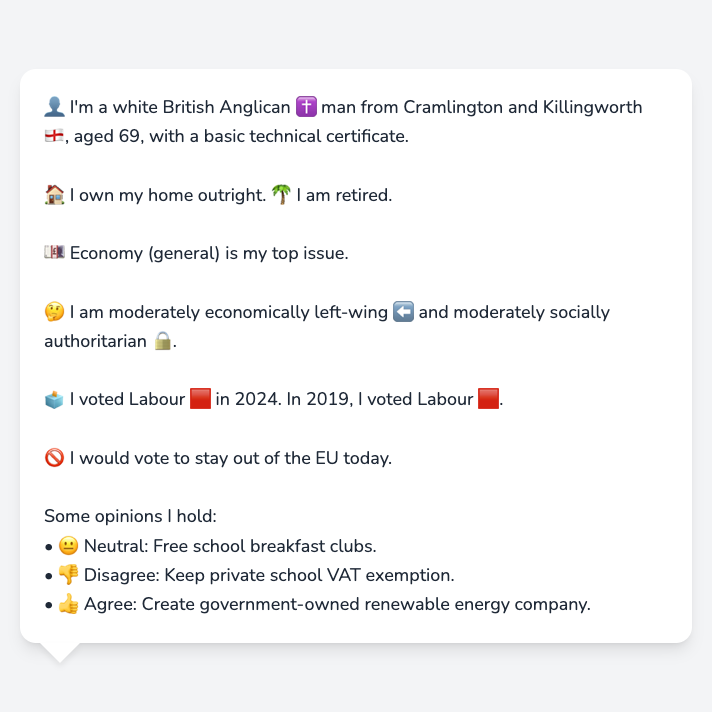 👤 I'm a white British Anglican ✝️ man from Cramlington and Killingworth
🏴󠁧󠁢󠁥󠁮󠁧󠁿, aged 69, with a basic technical certificate.
🏠 I own my home outright. 🌴 I am retired.
💷 Economy (general) is my top issue.
🤔 I am moderately economically left-wing ⬅️ and moderately socially
authoritarian 🔒.
🗳️ I voted Labour 🟥 in 2024. In 2019, I voted Labour 🟥.
🚫 I would vote to stay out of the EU today.
Some opinions I hold:
• 😐 Neutral: Free school breakfast clubs.
• 👎 Disagree: Keep private school VAT exemption.
• 👍 Agree: Create government-owned renewable energy company.